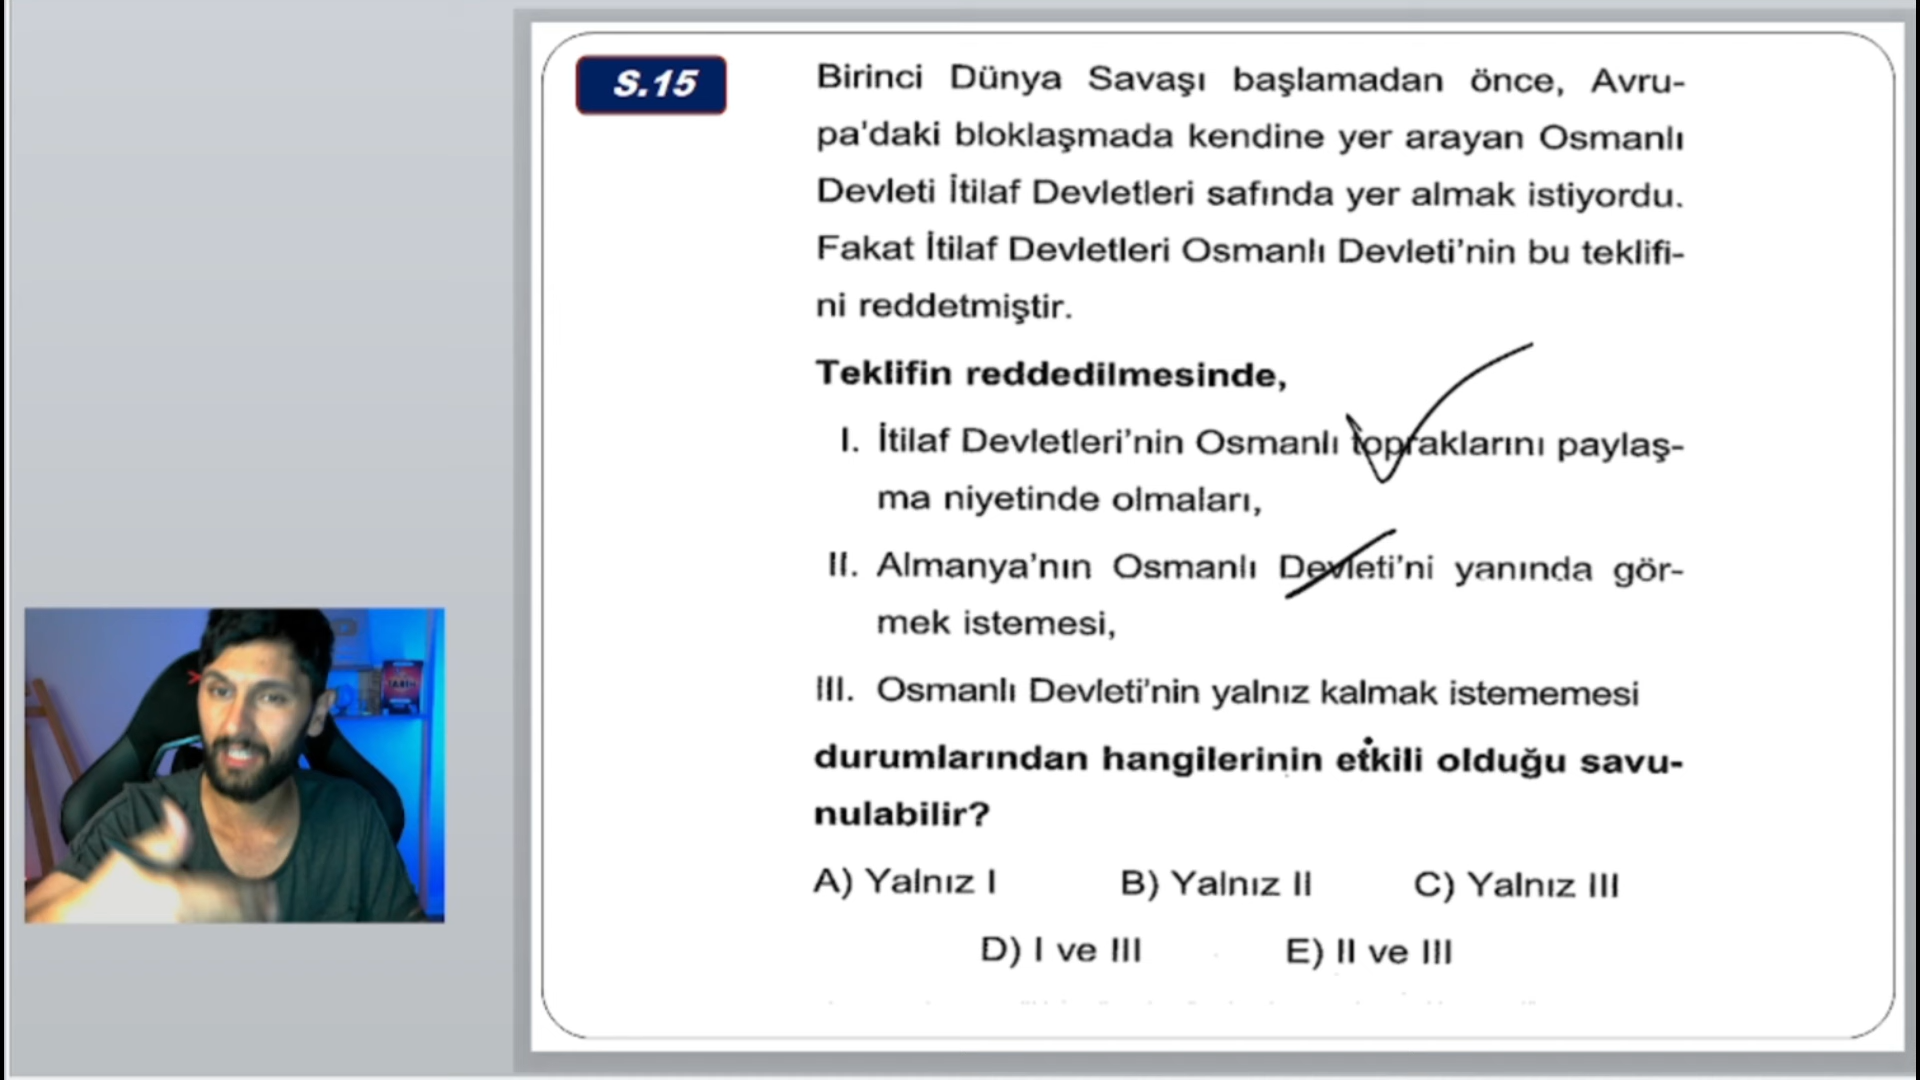 S.15
Birinci Dünya Savaşı başlamadan önce, Avru-
pa'daki bloklaşmada kendine yer arayan Osmanlı
Devleti İtilaf Devletleri safında yer almak istiyordu.
Fakat İtilaf Devletleri Osmanlı Devleti'nin bu teklifi-
ni reddetmiştir.
Teklifin reddedilmesinde,
I. İtilaf Devletleri'nin Osmanlı topraklarını paylaş-
ma niyetinde olmaları,
II. Almanya'nın Osmanlı Devleti'ni yanında gör-
mek istemesi,
III. Osmanlı Devleti'nin yalnız kalmak istememesi
durumlarından hangilerinin etkili olduğu savu-
nulabilir?
A) Yalnız I B) Yalnız II C) Yalnız III
D) I ve III E) II ve III